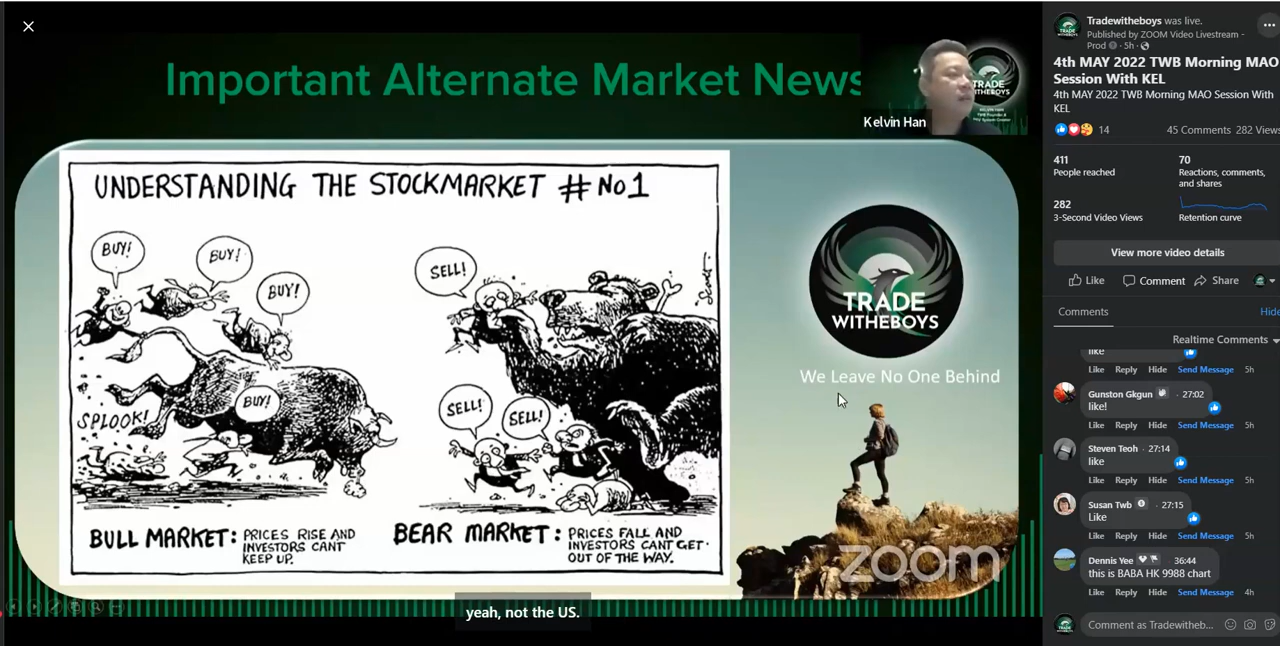 Important Alternate Market News
Kelvin Han
TRADE
WITHEBOYS
UNDERSTANDING THE STOCKMARKET # No1
BUY!
BUY!
BUY!
BUY!
SPLOOK!
SELL!
SELL!
SELL!
BULL MARKET: PRICES RISE AND
INVESTORS CANT
KEEP UP.
BEAR MARKET: PRICES FALL AND
INVESTORS CANT GET
OUT OF THE WAY.
TRADE
WITHEBOYS
We Leave No One Behind
zoom
yeah, not the US.
Tradewitheboys was live.
Published by ZOOM Video Livestream -
Prod · 5h ·
4th MAY 2022 TWB Morning MAO
Session With KEL
4th MAY 2022 TWB Morning MAO Session With
KEL
14 45 Comments 282 Views
411
People reached
70
Reactions, comments,
and shares
282
3-Second Video Views
Retention curve
View more video details
Like Comment Share
Comments Hide
Realtime Comments
like
Like Reply Hide Send Message 5h
Gunston Gkgun · 27:02
like!
Like Reply Hide Send Message 5h
Steven Teoh · 27:14
like
Like Reply Hide Send Message 5h
Susan Twb · 27:15
Like
Like Reply Hide Send Message 5h
Dennis Yee 36:44
this is BABA HK 9988 chart
Like Reply Hide Send Message 4h
Comment as Tradewitheb...